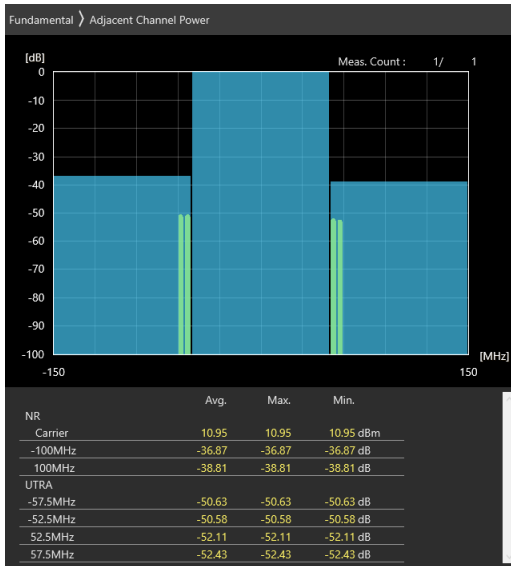 Fundamental 〉 Adjacent Channel Power
[dB]
Meas. Count : 1/ 1
0
-10
-20
-30
-40
-50
-60
-70
-80
-90
-100
[MHz]
-150 150
Avg. Max. Min.
NR
Carrier 10.95 10.95 10.95 dBm
-100MHz -36.87 -36.87 -36.87 dB
100MHz -38.81 -38.81 -38.81 dB
UTRA
-57.5MHz -50.63 -50.63 -50.63 dB
-52.5MHz -50.58 -50.58 -50.58 dB
52.5MHz -52.11 -52.11 -52.11 dB
57.5MHz -52.43 -52.43 -52.43 dB